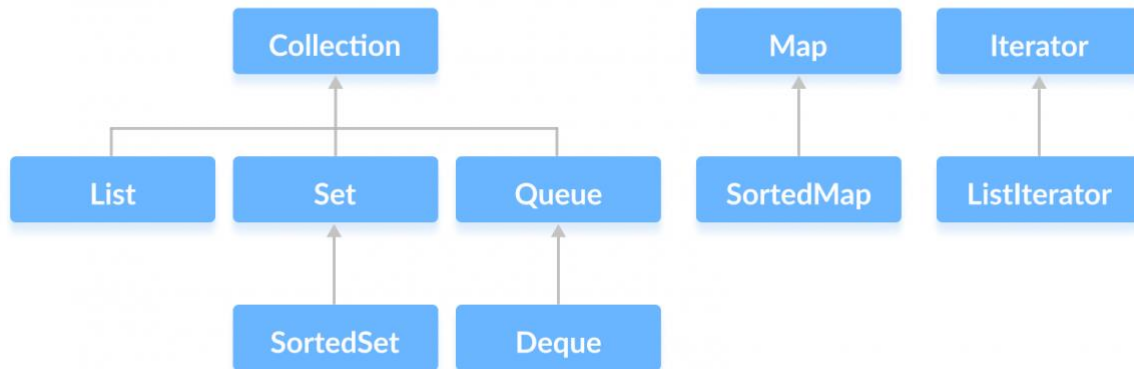 Collection
Map
Iterator
List
Set
Queue
SortedMap
ListIterator
SortedSet
Deque